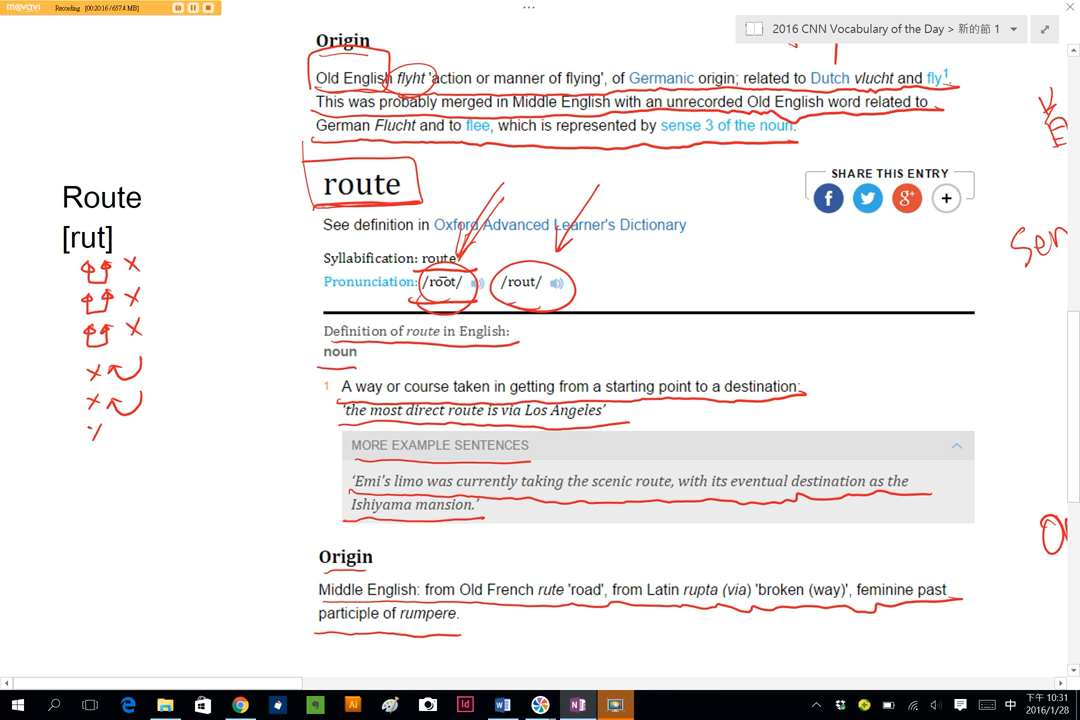 movavi Recording [00:20:16 / 657.4 MB]
2016 CNN Vocabulary of the Day > 新的節 1
Origin
Old English flyht 'action or manner of flying', of Germanic origin; related to Dutch vlucht and fly1.
This was probably merged in Middle English with an unrecorded Old English word related to
German Flucht and to flee, which is represented by sense 3 of the noun.
Route
[rut]
route
SHARE THIS ENTRY
See definition in Oxford Advanced Learner's Dictionary
Syllabification: route
Pronunciation: /ro͞ot/ /rout/
Definition of route in English:
noun
1 A way or course taken in getting from a starting point to a destination:
'the most direct route is via Los Angeles'
MORE EXAMPLE SENTENCES
'Emi's limo was currently taking the scenic route, with its eventual destination as the
Ishiyama mansion.'
Origin
Middle English: from Old French rute 'road', from Latin rupta (via) 'broken (way)', feminine past
participle of rumpere.
Ser
中
下午 10:31
2016/1/28